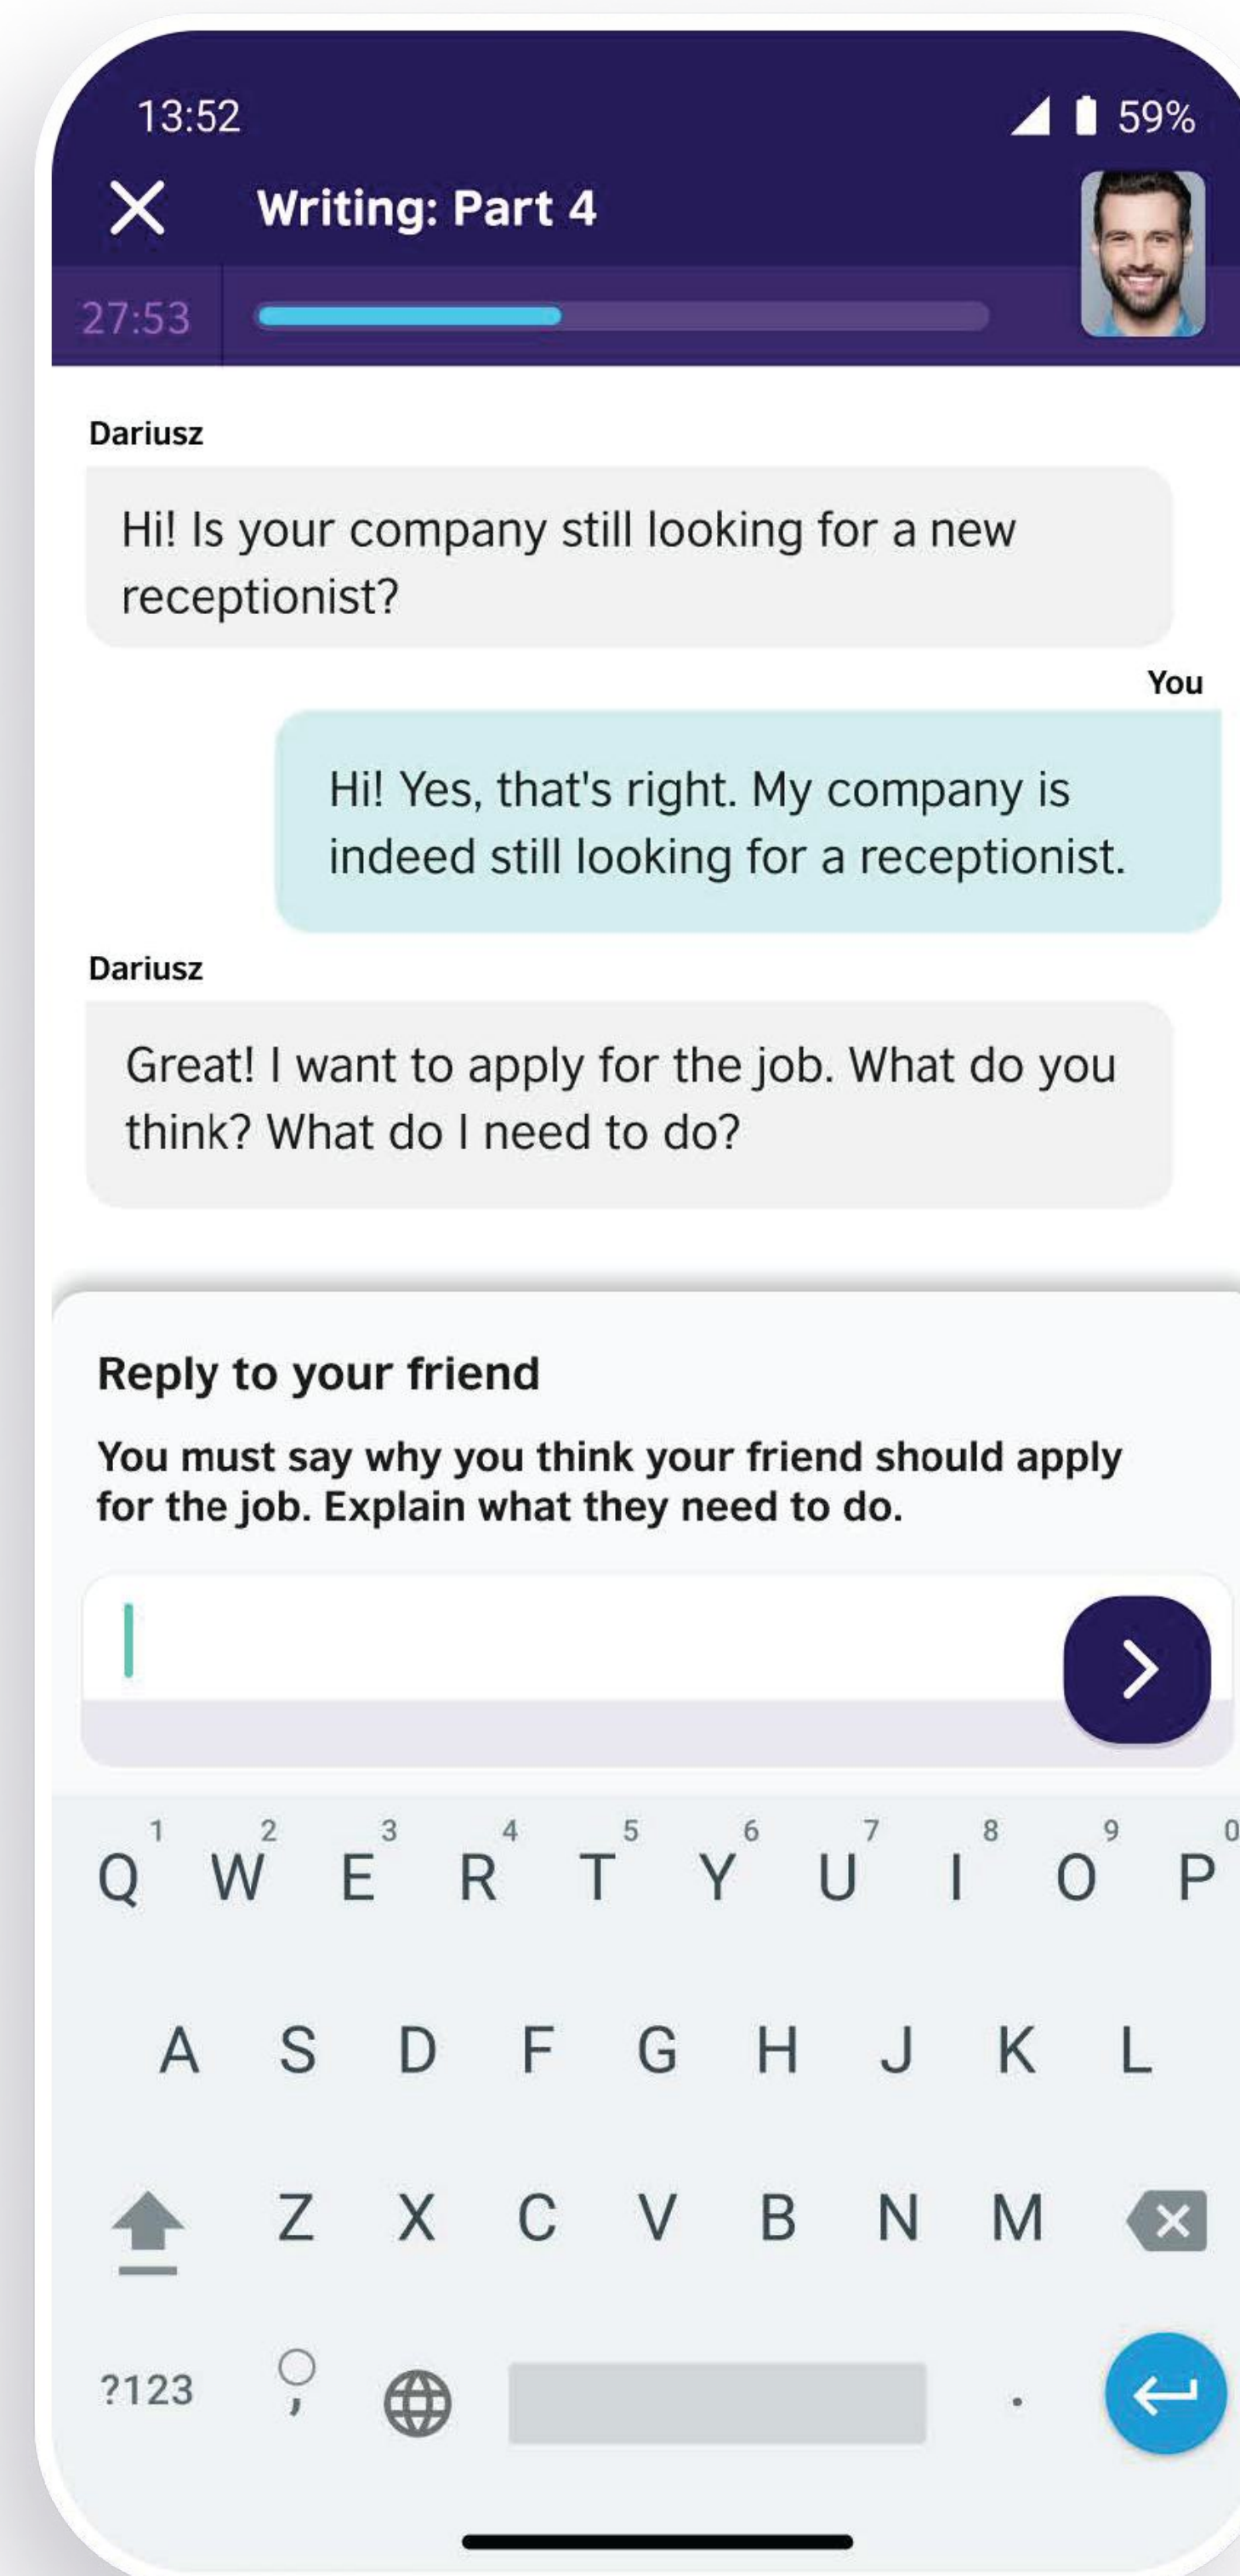 13:52
59%
Writing: Part 4
27:53
Dariusz
Hi! Is your company still looking for a new
receptionist?
You
Hi! Yes, that's right. My company is
indeed still looking for a receptionist.
Dariusz
Great! I want to apply for the job. What do you
think? What do I need to do?
Reply to your friend
You must say why you think your friend should apply
for the job. Explain what they need to do.
1 2 3 4 5 6 7 8 9 0
Q W E R T Y U I O P
A S D F G H J K L
Z X C V B N M
?123 , .